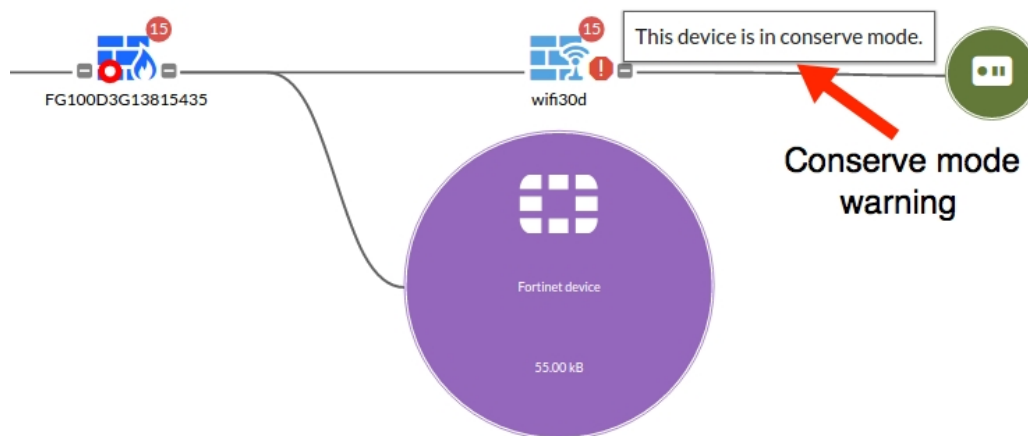 15
15
This device is in conserve mode.
FG100D3G13815435
wifi30d
Conserve mode
warning
Fortinet device
55.00 kB